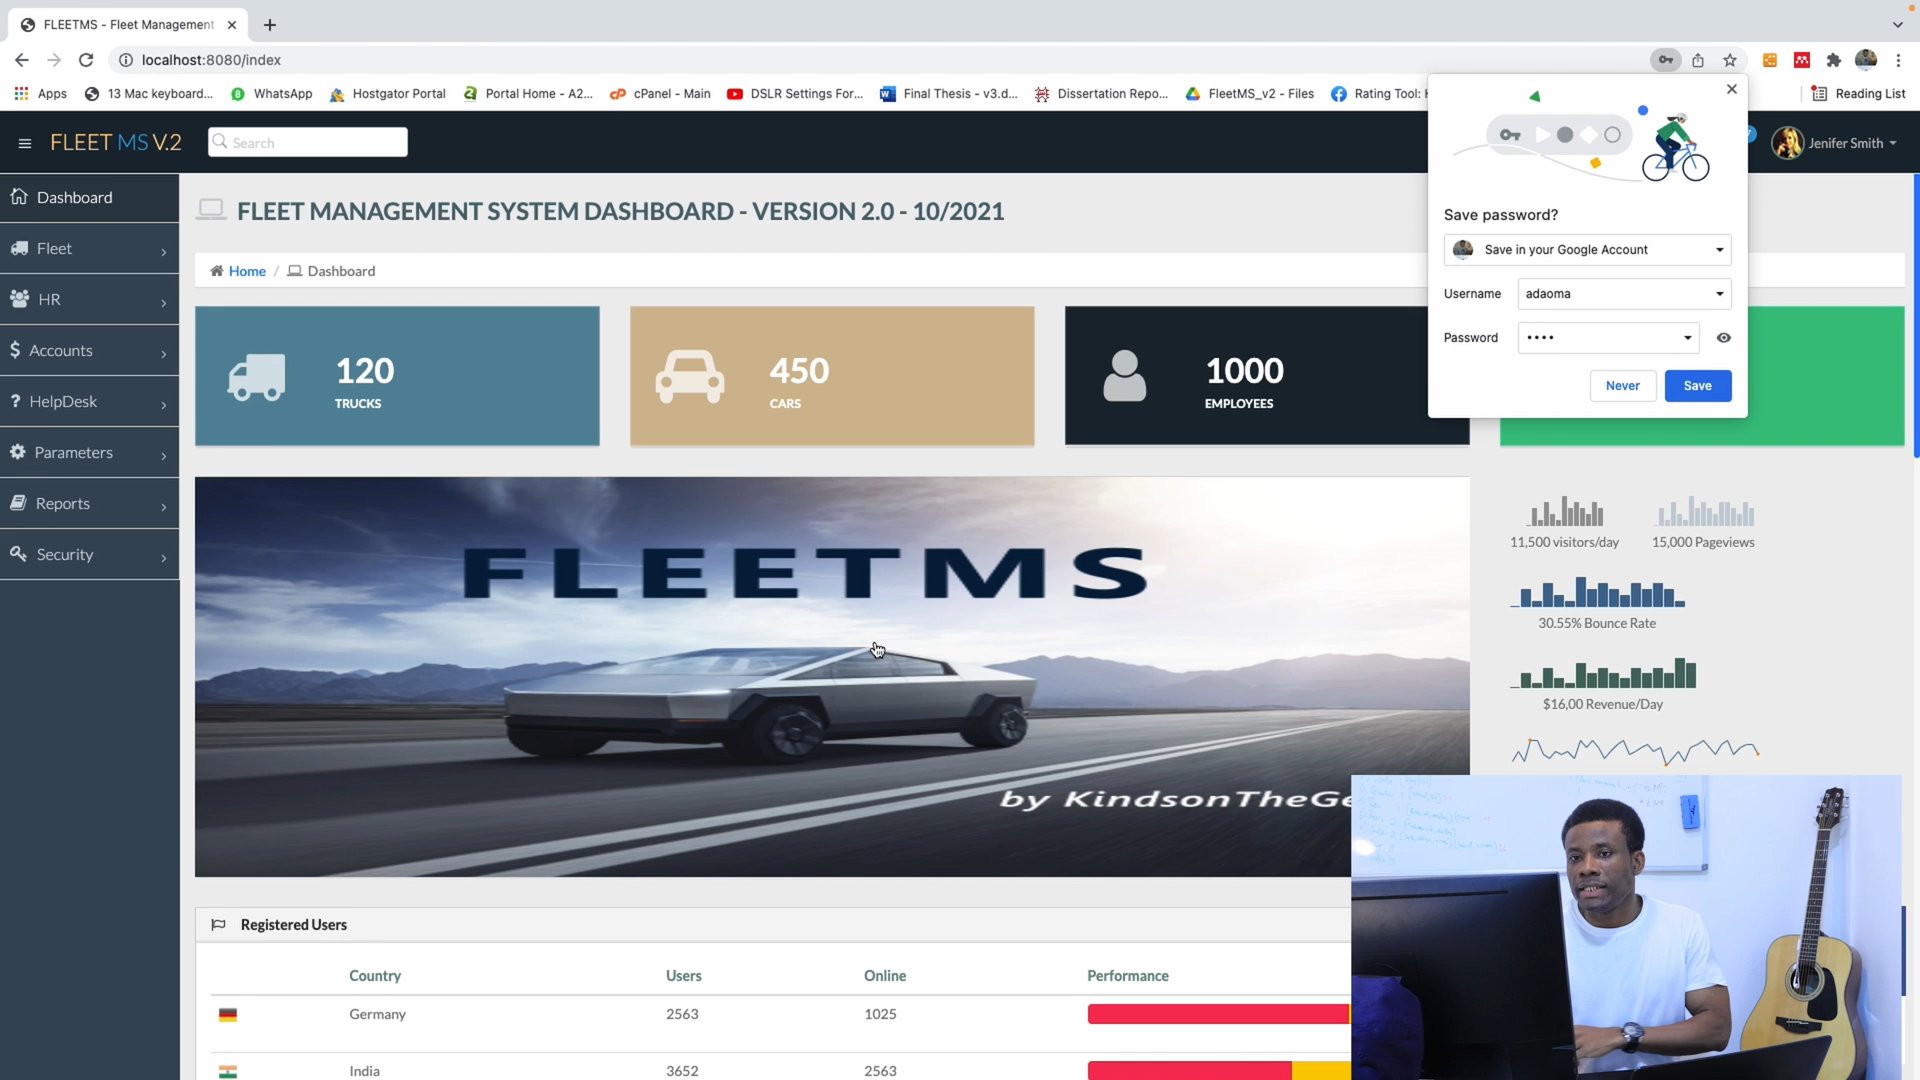 FLEETMS - Fleet Management
localhost:8080/index
Apps
13 Mac keyboard...
WhatsApp
Hostgator Portal
Portal Home - A2...
cPanel - Main
DSLR Settings For...
Final Thesis - v3.d...
Dissertation Repo...
FleetMS_v2 - Files
Rating Tool:
Reading List
FLEET MS V.2
Search
Jenifer Smith
Dashboard
Fleet
HR
Accounts
HelpDesk
Parameters
Reports
Security
FLEET MANAGEMENT SYSTEM DASHBOARD - VERSION 2.0 - 10/2021
Home / Dashboard
120
TRUCKS
450
CARS
1000
EMPLOYEES
Save password?
Save in your Google Account
Username
adaoma
Password
••••
Never
Save
FLEETMS
by KindsonTheGe
11,500 visitors/day
15,000 Pageviews
30.55% Bounce Rate
$16,00 Revenue/Day
Registered Users
Country Users Online Performance
Germany 2563 1025
India 3652 2563